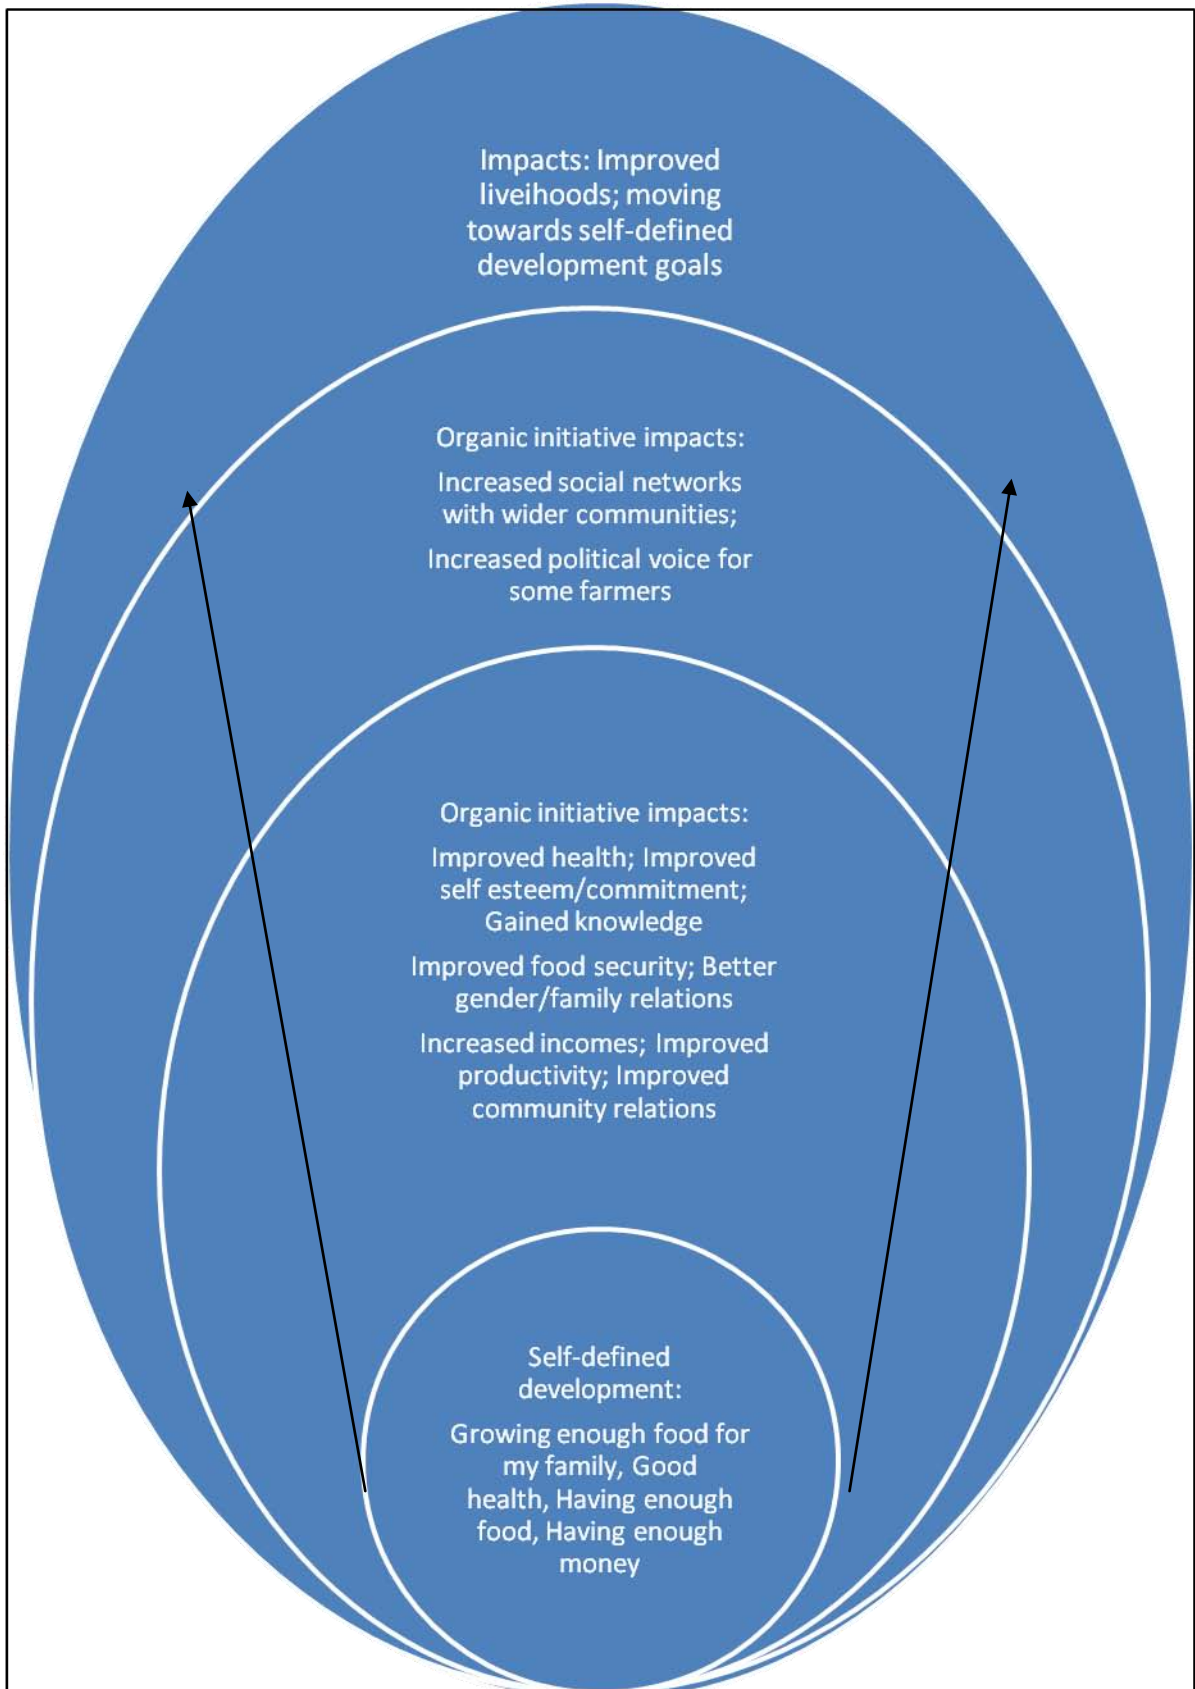 Impacts: Improved
liveihoods; moving
towards self-defined
development goals
Organic initiative impacts:
Increased social networks
with wider communities;
Increased political voice for
some farmers
Organic initiative impacts:
Improved health; Improved
self esteem/commitment;
Gained knowledge
Improved food security; Better
gender/family relations
Increased incomes; Improved
productivity; Improved
community relations
Self-defined
development:
Growing enough food for
my family, Good
health, Having enough
food, Having enough
money